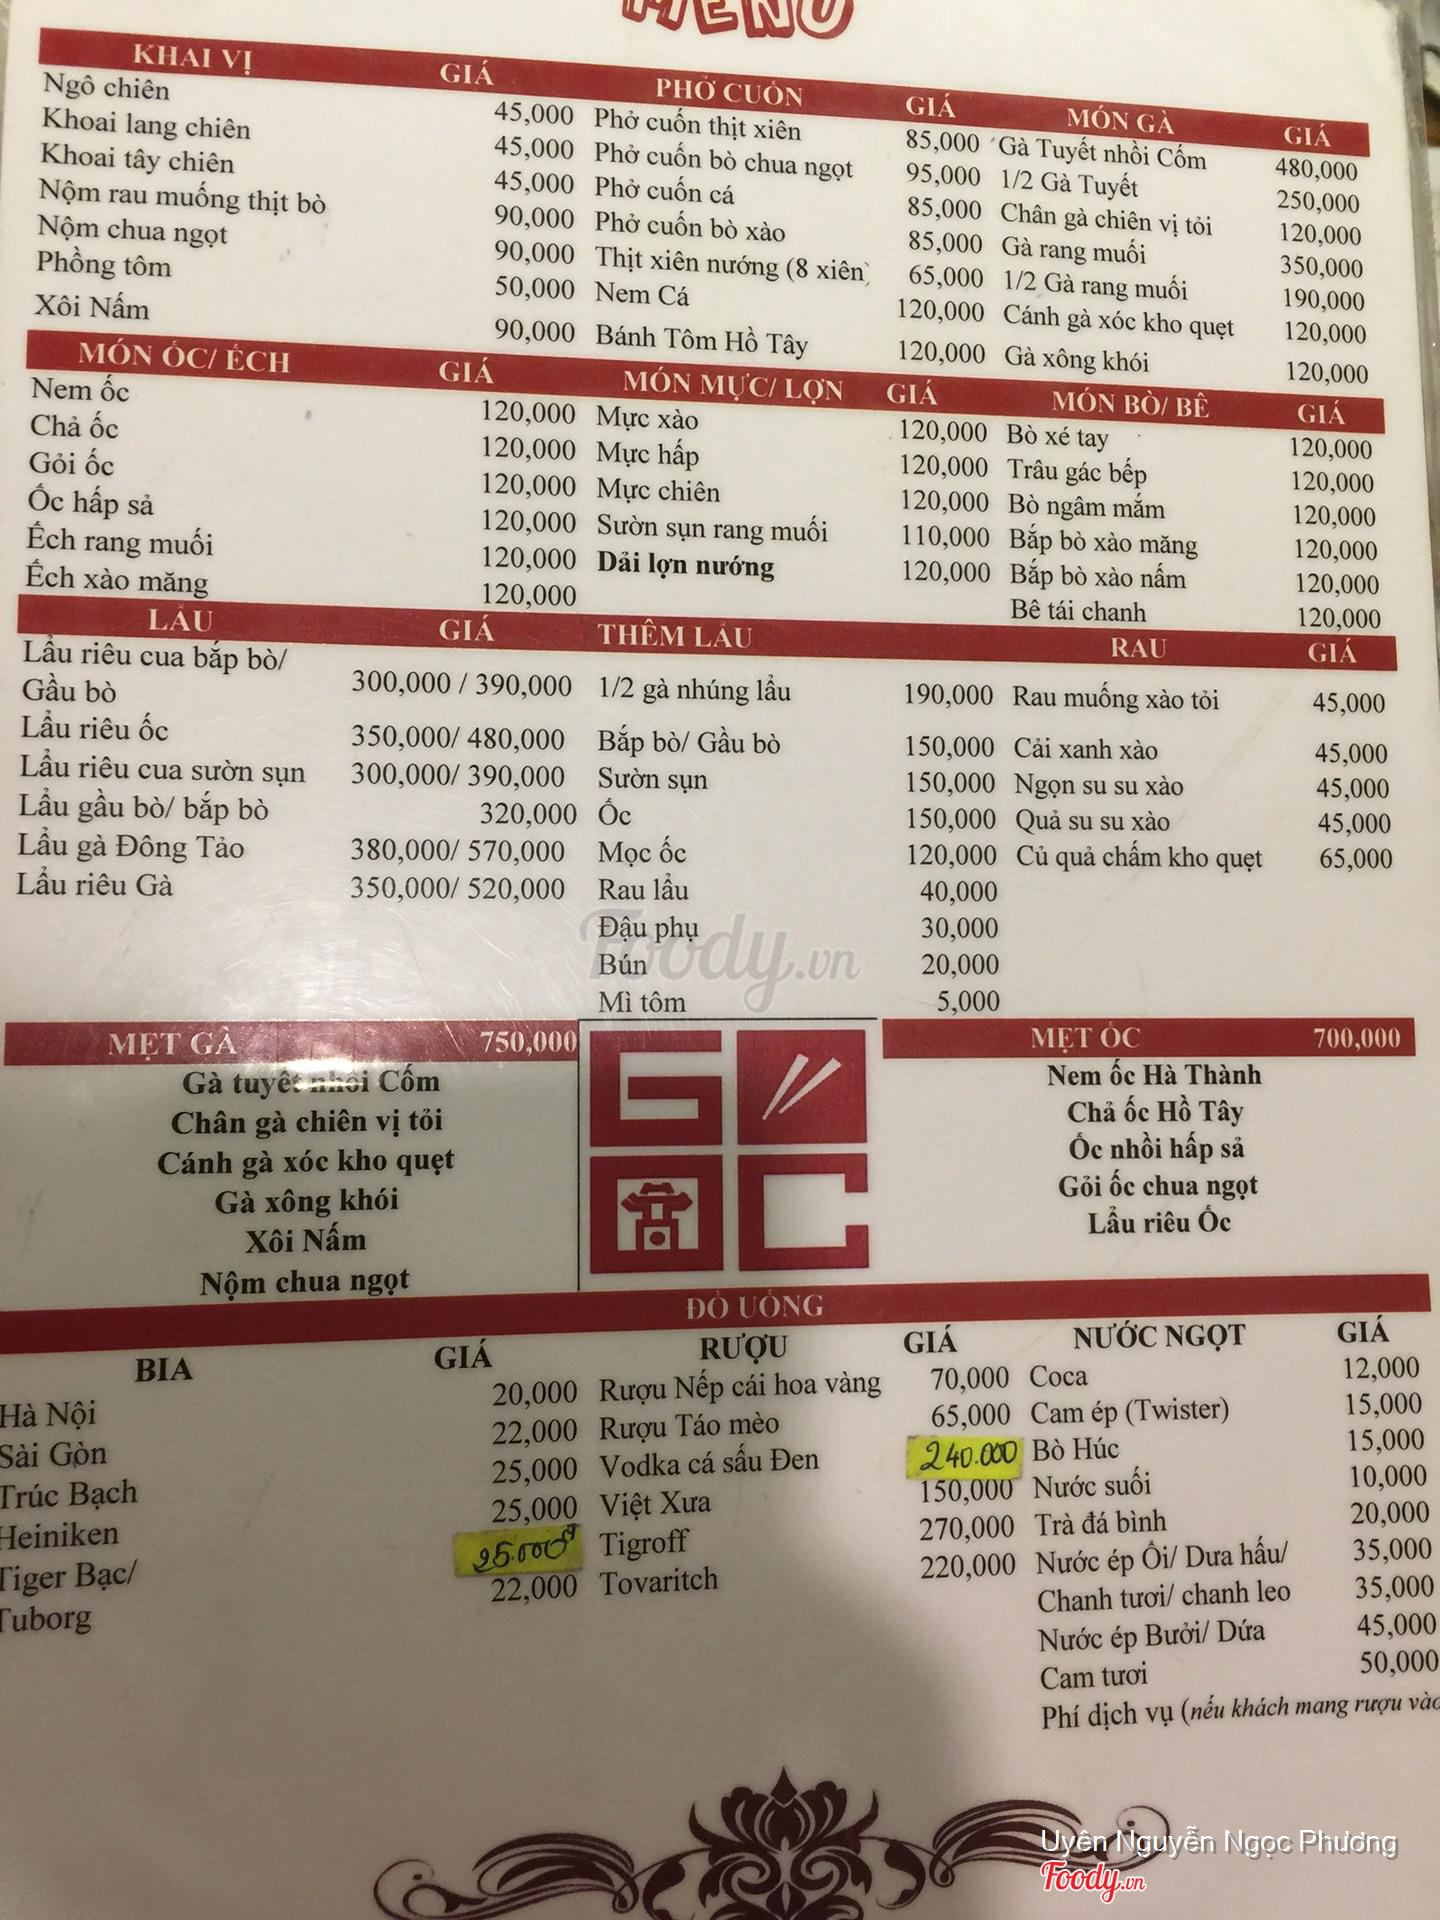 MENU
KHAI VỊ GIÁ PHỞ CUỐN GIÁ MÓN GÀ GIÁ
Ngô chiên 45,000 Phở cuốn thịt xiên 85,000 Gà Tuyết nhồi Cốm 480,000
Khoai lang chiên 45,000 Phở cuốn bò chua ngọt 95,000 1/2 Gà Tuyết 250,000
Khoai tây chiên 45,000 Phở cuốn cá 85,000 Chân gà chiên vị tỏi 120,000
Nộm rau muống thịt bò 90,000 Phở cuốn bò xào 85,000 Gà rang muối 350,000
Nộm chua ngọt 90,000 Thịt xiên nướng (8 xiên) 65,000 1/2 Gà rang muối 190,000
Phồng tôm 50,000 Nem Cá 120,000 Cánh gà xóc kho quẹt 120,000
Xôi Nấm 90,000 Bánh Tôm Hồ Tây 120,000 Gà xông khói 120,000
MÓN ỐC/ ẾCH GIÁ MÓN MỰC/ LỢN GIÁ MÓN BÒ/ BÊ GIÁ
Nem ốc 120,000 Mực xào 120,000 Bò xé tay 120,000
Chả ốc 120,000 Mực hấp 120,000 Trâu gác bếp 120,000
Gỏi ốc 120,000 Mực chiên 120,000 Bò ngâm mắm 120,000
Ốc hấp sả 120,000 Sườn sụn rang muối 110,000 Bắp bò xào măng 120,000
Ếch rang muối 120,000 Dải lợn nướng 120,000 Bắp bò xào nấm 120,000
Ếch xào măng 120,000 Bê tái chanh 120,000
LẨU GIÁ THÊM LẨU RAU GIÁ
Lẩu riêu cua bắp bò/
Gầu bò 300,000 / 390,000 1/2 gà nhúng lẩu 190,000 Rau muống xào tỏi 45,000
Lẩu riêu ốc 350,000/ 480,000 Bắp bò/ Gầu bò 150,000 Cải xanh xào 45,000
Lẩu riêu cua sườn sụn 300,000/ 390,000 Sườn sụn 150,000 Ngọn su su xào 45,000
Lẩu gầu bò/ bắp bò 320,000 Ốc 150,000 Quả su su xào 45,000
Lẩu gà Đông Tảo 380,000/ 570,000 Mọc ốc 120,000 Củ quả chấm kho quẹt 65,000
Lẩu riêu Gà 350,000/ 520,000 Rau lẩu 40,000
Đậu phụ 30,000
Foody.vn
Bún 20,000
Mì tôm 5,000
MẸT GÀ 750,000
Gà tuyết nhồi Cốm
Chân gà chiên vị tỏi
Cánh gà xóc kho quẹt
Gà xông khói
Xôi Nấm
Nộm chua ngọt
MẸT ỐC 700,000
Nem ốc Hà Thành
Chả ốc Hồ Tây
Ốc nhồi hấp sả
Gỏi ốc chua ngọt
Lẩu riêu Ốc
ĐỒ UỐNG
BIA GIÁ RƯỢU GIÁ NƯỚC NGỌT GIÁ
Hà Nội 20,000 Rượu Nếp cái hoa vàng 70,000 Coca 12,000
Sài Gòn 22,000 Rượu Táo mèo 65,000 Cam ép (Twister) 15,000
Trúc Bạch 25,000 Vodka cá sấu Đen 240.000 Bò Húc 15,000
Heiniken 25,000 Việt Xưa 150,000 Nước suối 10,000
Tiger Bạc/ 25.000đ Tigroff 270,000 Trà đá bình 20,000
Tuborg 22,000 Tovaritch 220,000 Nước ép Ổi/ Dưa hấu/ 35,000
Chanh tươi/ chanh leo 35,000
Nước ép Bưởi/ Dứa 45,000
Cam tươi 50,000
Phí dịch vụ (nếu khách mang rượu vào
Uyên Nguyễn Ngọc Phương
Foody.vn